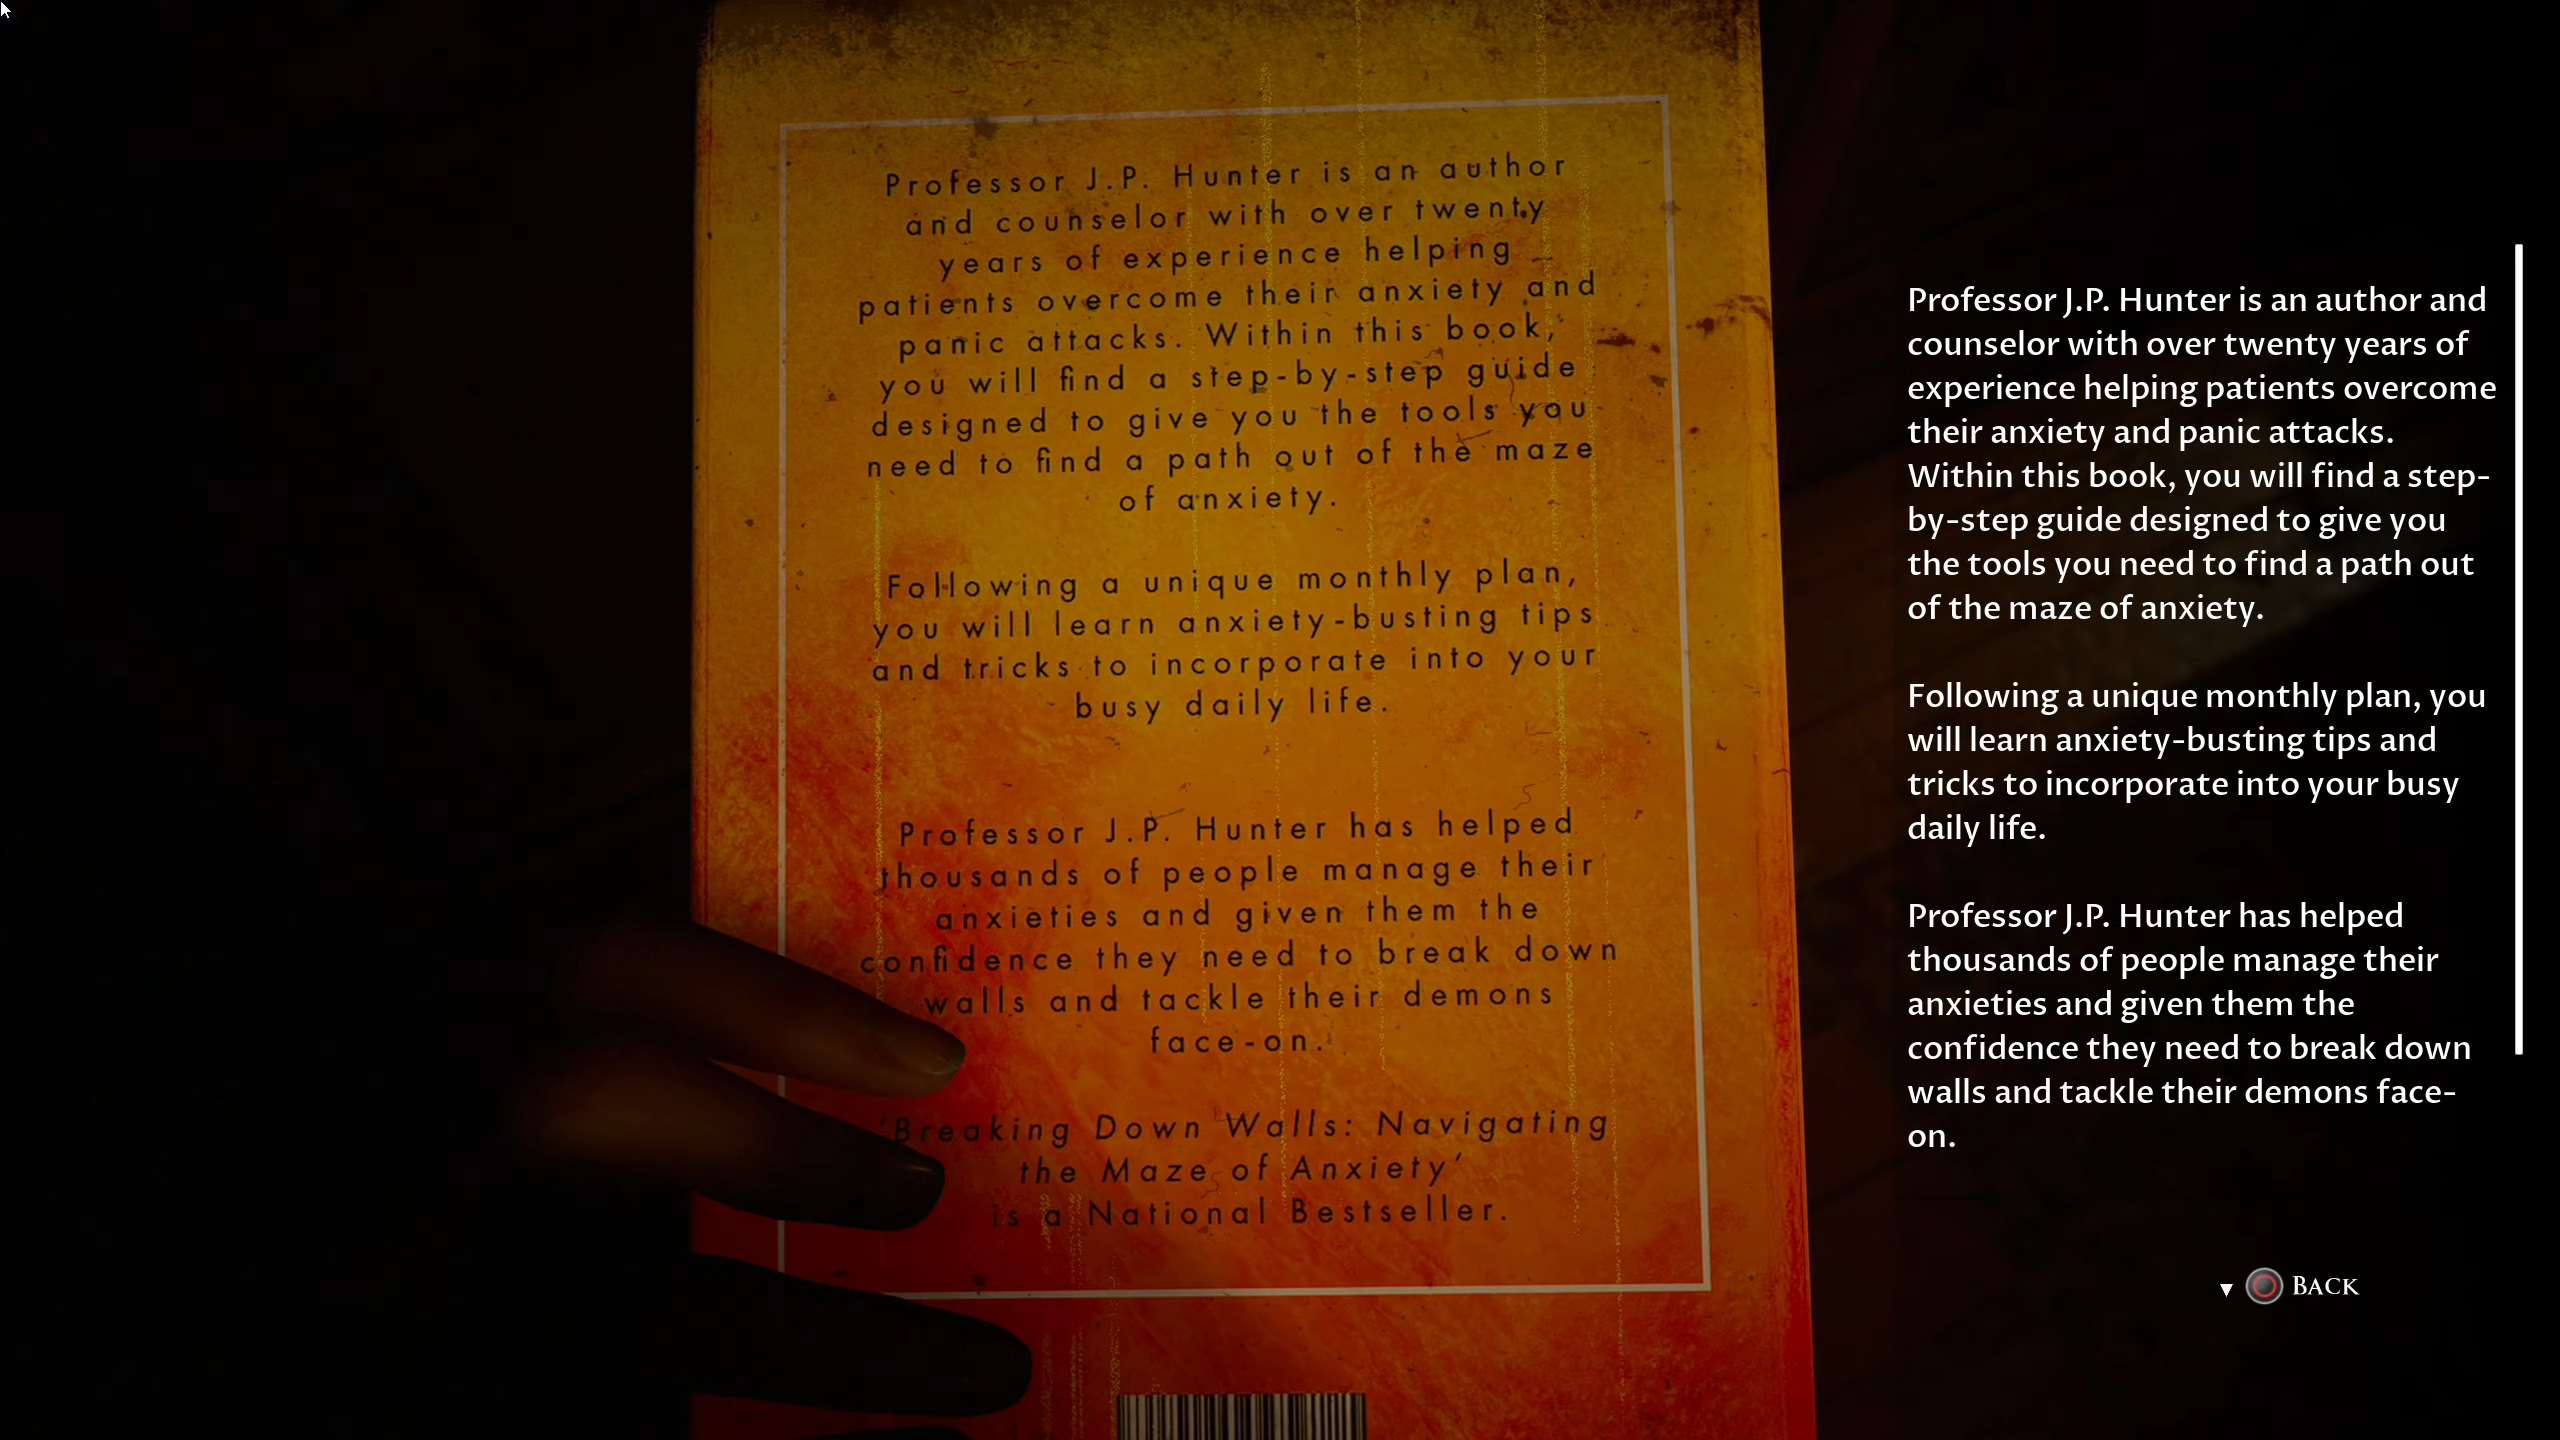 Professor J.P. Hunter is an author
and counselor with over twenty
years of experience helping
patients overcome their anxiety and
panic attacks. Within this book,
you will find a step-by-step guide
designed to give you the tools you
need to find a path out of the maze
of anxiety.
Following a unique monthly plan,
you will learn anxiety-busting tips
and tricks to incorporate into your
busy daily life.
Professor J.P. Hunter has helped
thousands of people manage their
anxieties and given them the
confidence they need to break down
walls and tackle their demons
face-on.
'Breaking Down Walls: Navigating
the Maze of Anxiety'
is a National Bestseller.
Professor J.P. Hunter is an author and
counselor with over twenty years of
experience helping patients overcome
their anxiety and panic attacks.
Within this book, you will find a step-
by-step guide designed to give you
the tools you need to find a path out
of the maze of anxiety.
Following a unique monthly plan, you
will learn anxiety-busting tips and
tricks to incorporate into your busy
daily life.
Professor J.P. Hunter has helped
thousands of people manage their
anxieties and given them the
confidence they need to break down
walls and tackle their demons face-
on.
BACK